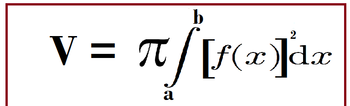 V = π∫ₐᵇ[f(x)]²dx